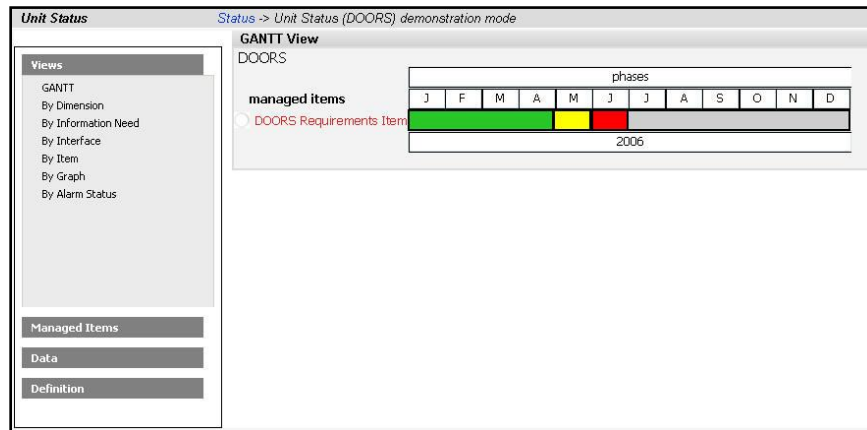 Unit Status
Status -> Unit Status (DOORS) demonstration mode
Views
GANTT
By Dimension
By Information Need
By Interface
By Item
By Graph
By Alarm Status
Managed Items
Data
Definition
GANTT View
DOORS
phases
managed items J F M A M J J A S O N D
DOORS Requirements Item
2006